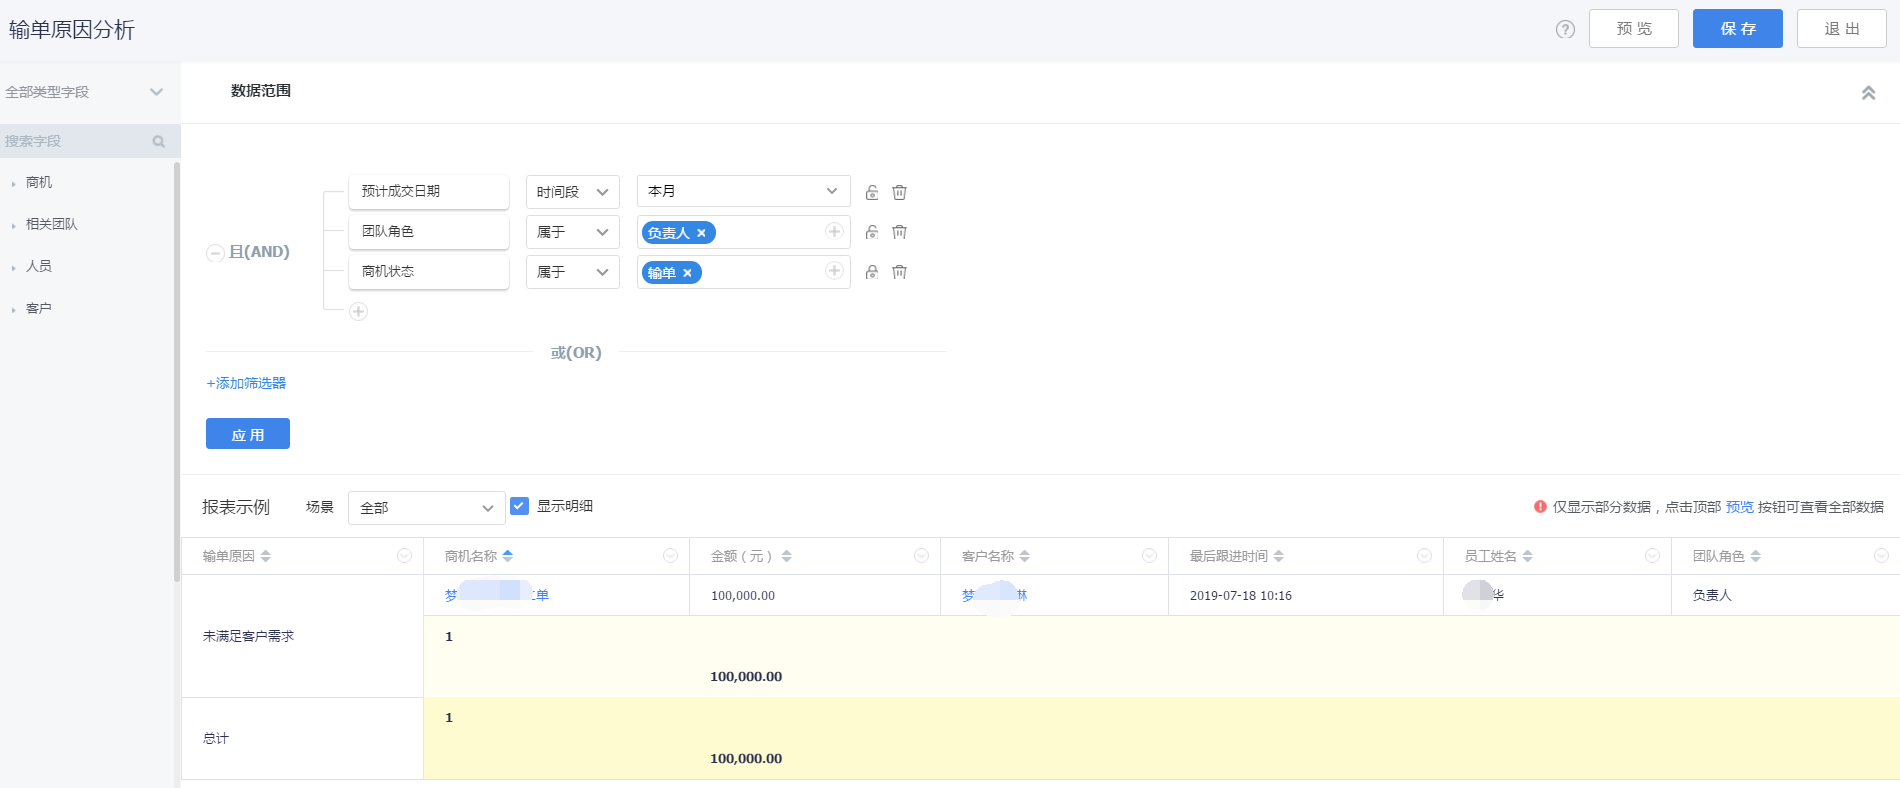 输单原因分析
预 览
保 存
退 出
全部类型字段
搜索字段
商机
相关团队
人员
客户
数据范围
且(AND)
预计成交日期 时间段 本月
团队角色 属于 负责人 ×
商机状态 属于 输单 ×
或(OR)
+添加筛选器
应 用
报表示例 场景 全部 显示明细 仅显示部分数据，点击顶部 预览 按钮可查看全部数据
输单原因 商机名称 金额（元） 客户名称 最后跟进时间 员工姓名 团队角色
梦 单 100,000.00 梦 2019-07-18 10:16 华 负责人
未满足客户需求 1
100,000.00
总计 1
100,000.00